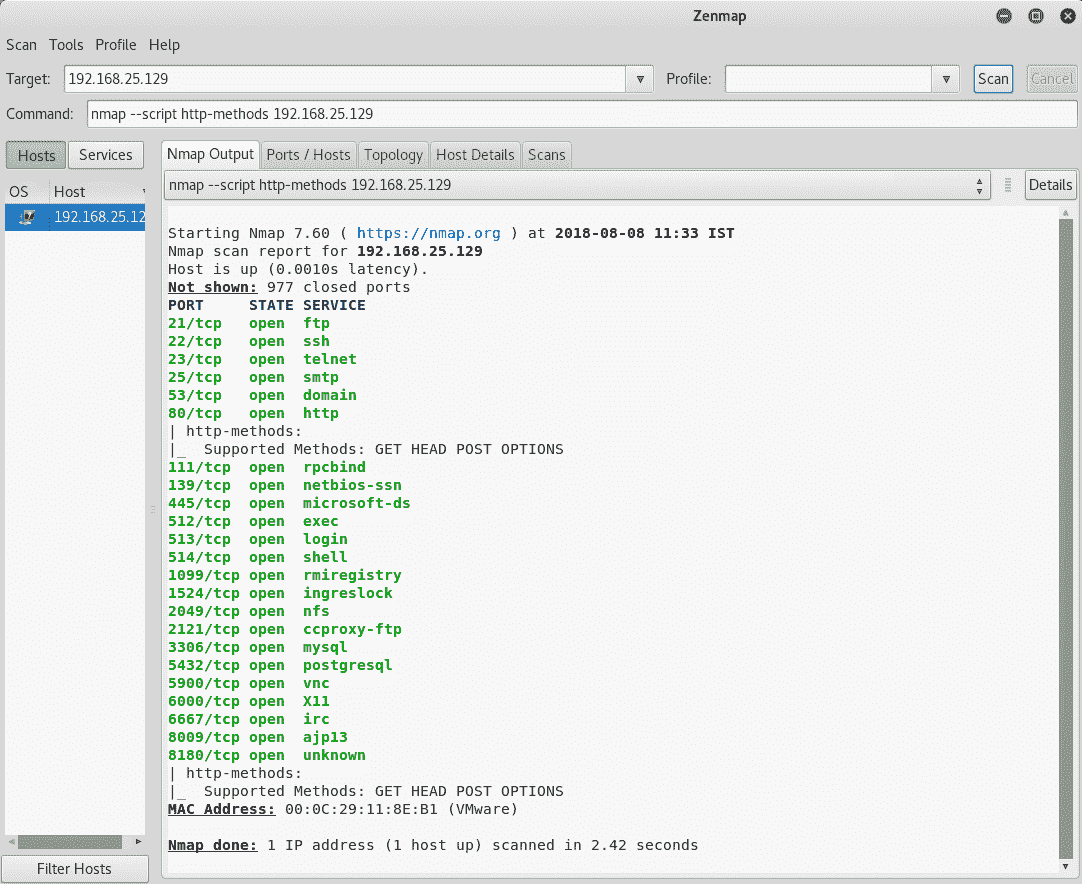 Zenmap
Scan Tools Profile Help
Target: 192.168.25.129 Profile: Scan Cancel
Command: nmap --script http-methods 192.168.25.129
Hosts Services
OS Host
192.168.25.12
Filter Hosts
Nmap Output Ports / Hosts Topology Host Details Scans
nmap --script http-methods 192.168.25.129 Details
Starting Nmap 7.60 ( https://nmap.org ) at 2018-08-08 11:33 IST
Nmap scan report for 192.168.25.129
Host is up (0.0010s latency).
Not shown: 977 closed ports
PORT STATE SERVICE
21/tcp open ftp
22/tcp open ssh
23/tcp open telnet
25/tcp open smtp
53/tcp open domain
80/tcp open http
| http-methods:
|_ Supported Methods: GET HEAD POST OPTIONS
111/tcp open rpcbind
139/tcp open netbios-ssn
445/tcp open microsoft-ds
512/tcp open exec
513/tcp open login
514/tcp open shell
1099/tcp open rmiregistry
1524/tcp open ingreslock
2049/tcp open nfs
2121/tcp open ccproxy-ftp
3306/tcp open mysql
5432/tcp open postgresql
5900/tcp open vnc
6000/tcp open X11
6667/tcp open irc
8009/tcp open ajp13
8180/tcp open unknown
| http-methods:
|_ Supported Methods: GET HEAD POST OPTIONS
MAC Address: 00:0C:29:11:8E:B1 (VMware)
Nmap done: 1 IP address (1 host up) scanned in 2.42 seconds